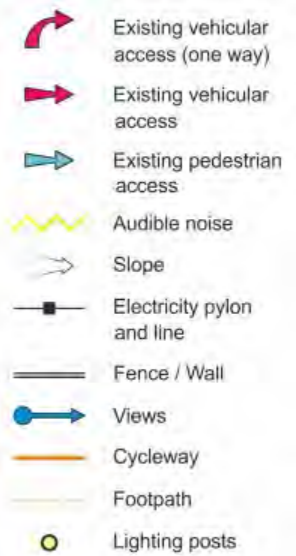 Existing vehicular
access (one way)
Existing vehicular
access
Existing pedestrian
access
Audible noise
Slope
Electricity pylon
and line
Fence / Wall
Views
Cycleway
Footpath
Lighting posts